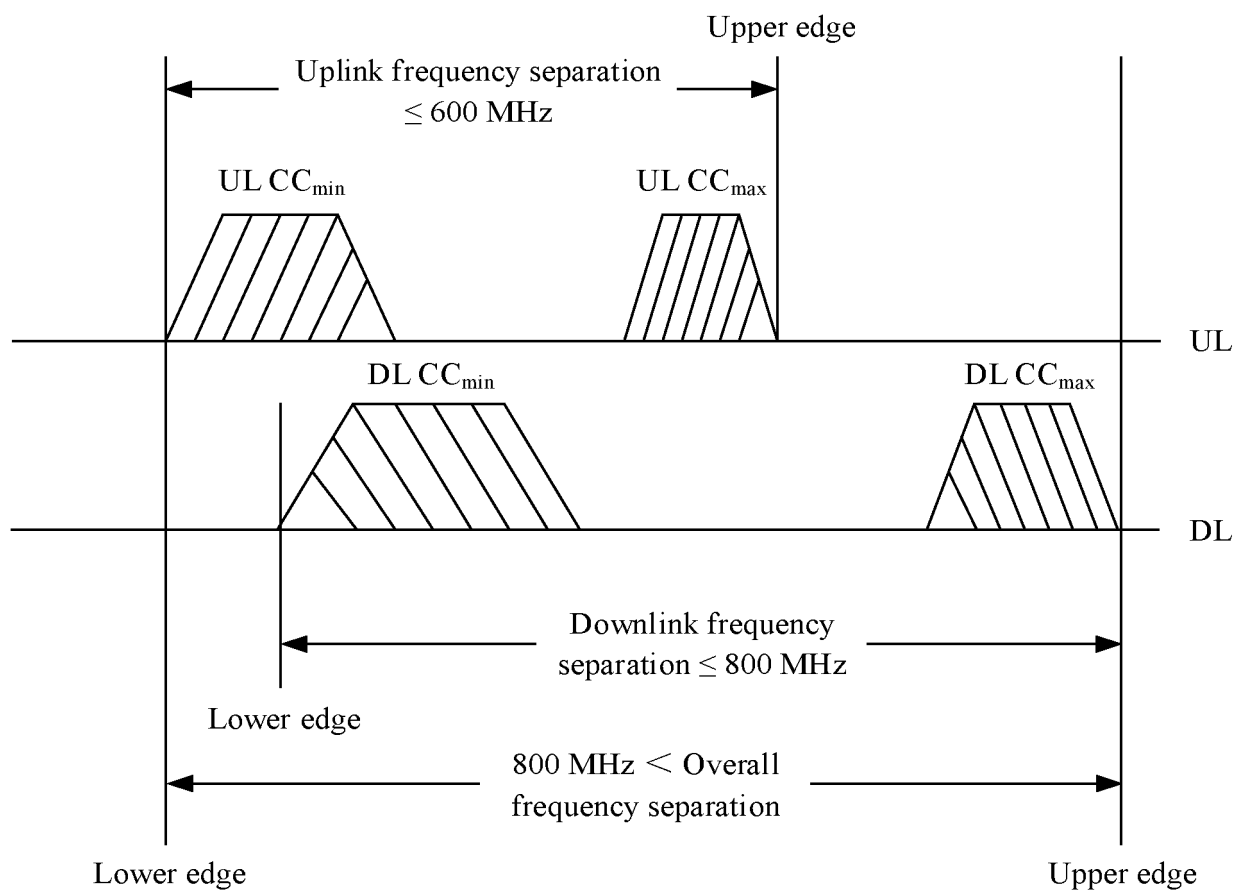 Upper edge
Uplink frequency separation
≤ 600 MHz
UL CCmin
UL CCmax
UL
DL CCmin
DL CCmax
DL
Downlink frequency
separation ≤ 800 MHz
Lower edge
800 MHz < Overall
frequency separation
Lower edge
Upper edge